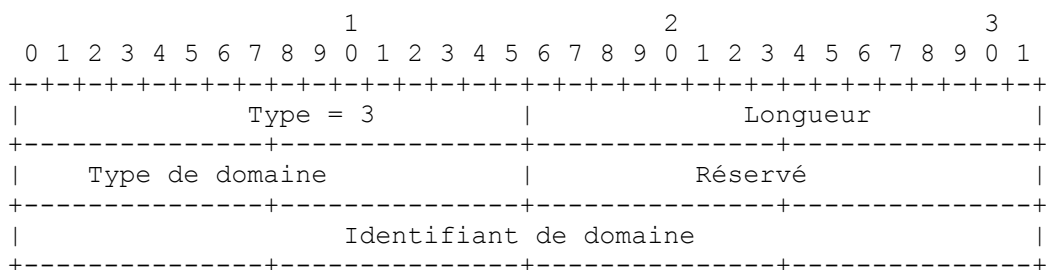 1                   2                   3
 0 1 2 3 4 5 6 7 8 9 0 1 2 3 4 5 6 7 8 9 0 1 2 3 4 5 6 7 8 9 0 1
+-+-+-+-+-+-+-+-+-+-+-+-+-+-+-+-+-+-+-+-+-+-+-+-+-+-+-+-+-+-+-+-+
|              Type = 3         |             Longueur          |
+---------------+---------------+---------------+---------------+
|    Type de domaine            |          Réservé              |
+---------------+---------------+---------------+---------------+
|                    Identifiant de domaine                     |
+---------------+---------------+---------------+---------------+